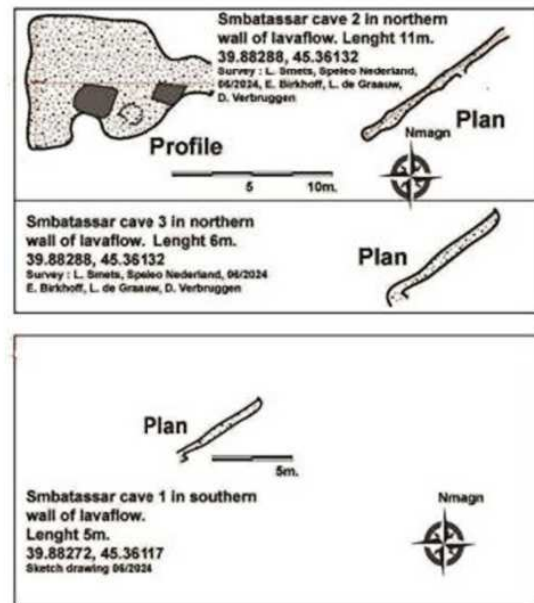 Smbatassar cave 2 in northern
wall of lavaflow. Lenght 11m.
39.88288, 45.36132
Survey : L. Smets, Speleo Nederland,
06/2024, E. Birkhoff, L. de Graauw,
D. Verbruggen
Profile
Plan
Nmagn
5 10m.
Smbatassar cave 3 in northern
wall of lavaflow. Lenght 6m.
39.88288, 45.36132
Survey : L. Smets, Speleo Nederland, 06/2024
E. Birkhoff, L. de Graauw, D. Verbruggen
Plan
Plan
5m.
Smbatassar cave 1 in southern
wall of lavaflow.
Lenght 5m.
39.88272, 45.36117
Sketch drawing 06/2024
Nmagn